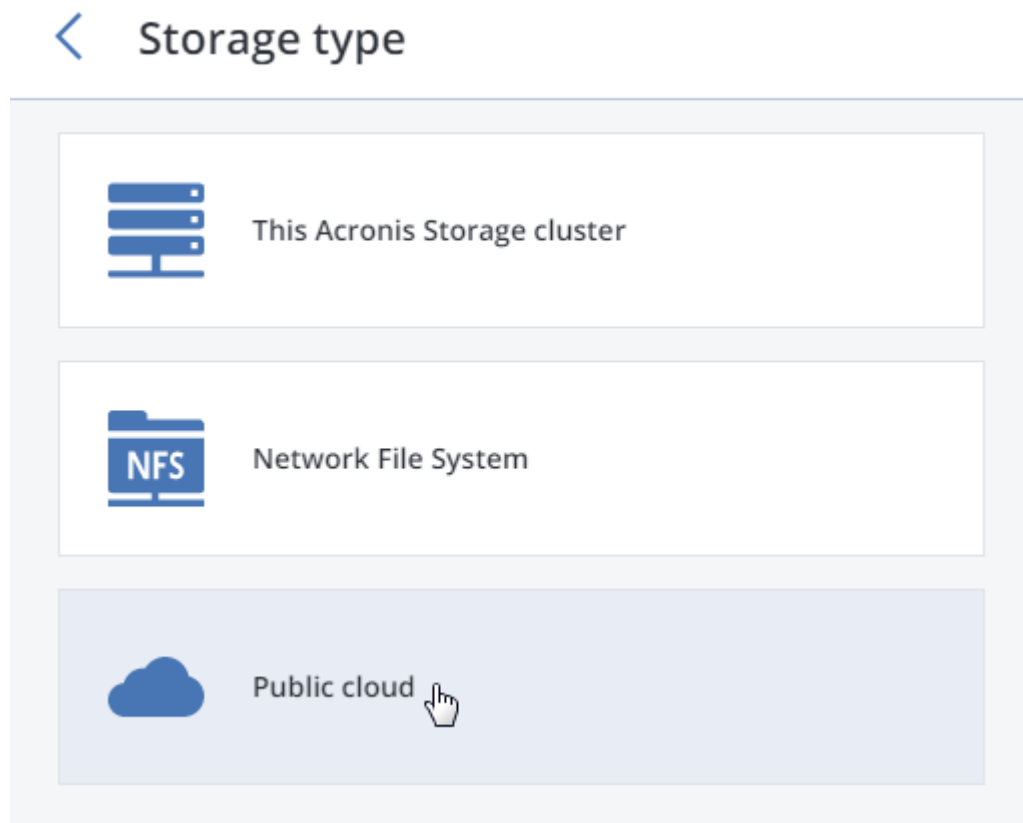 Storage type
This Acronis Storage cluster
NFS
Network File System
Public cloud